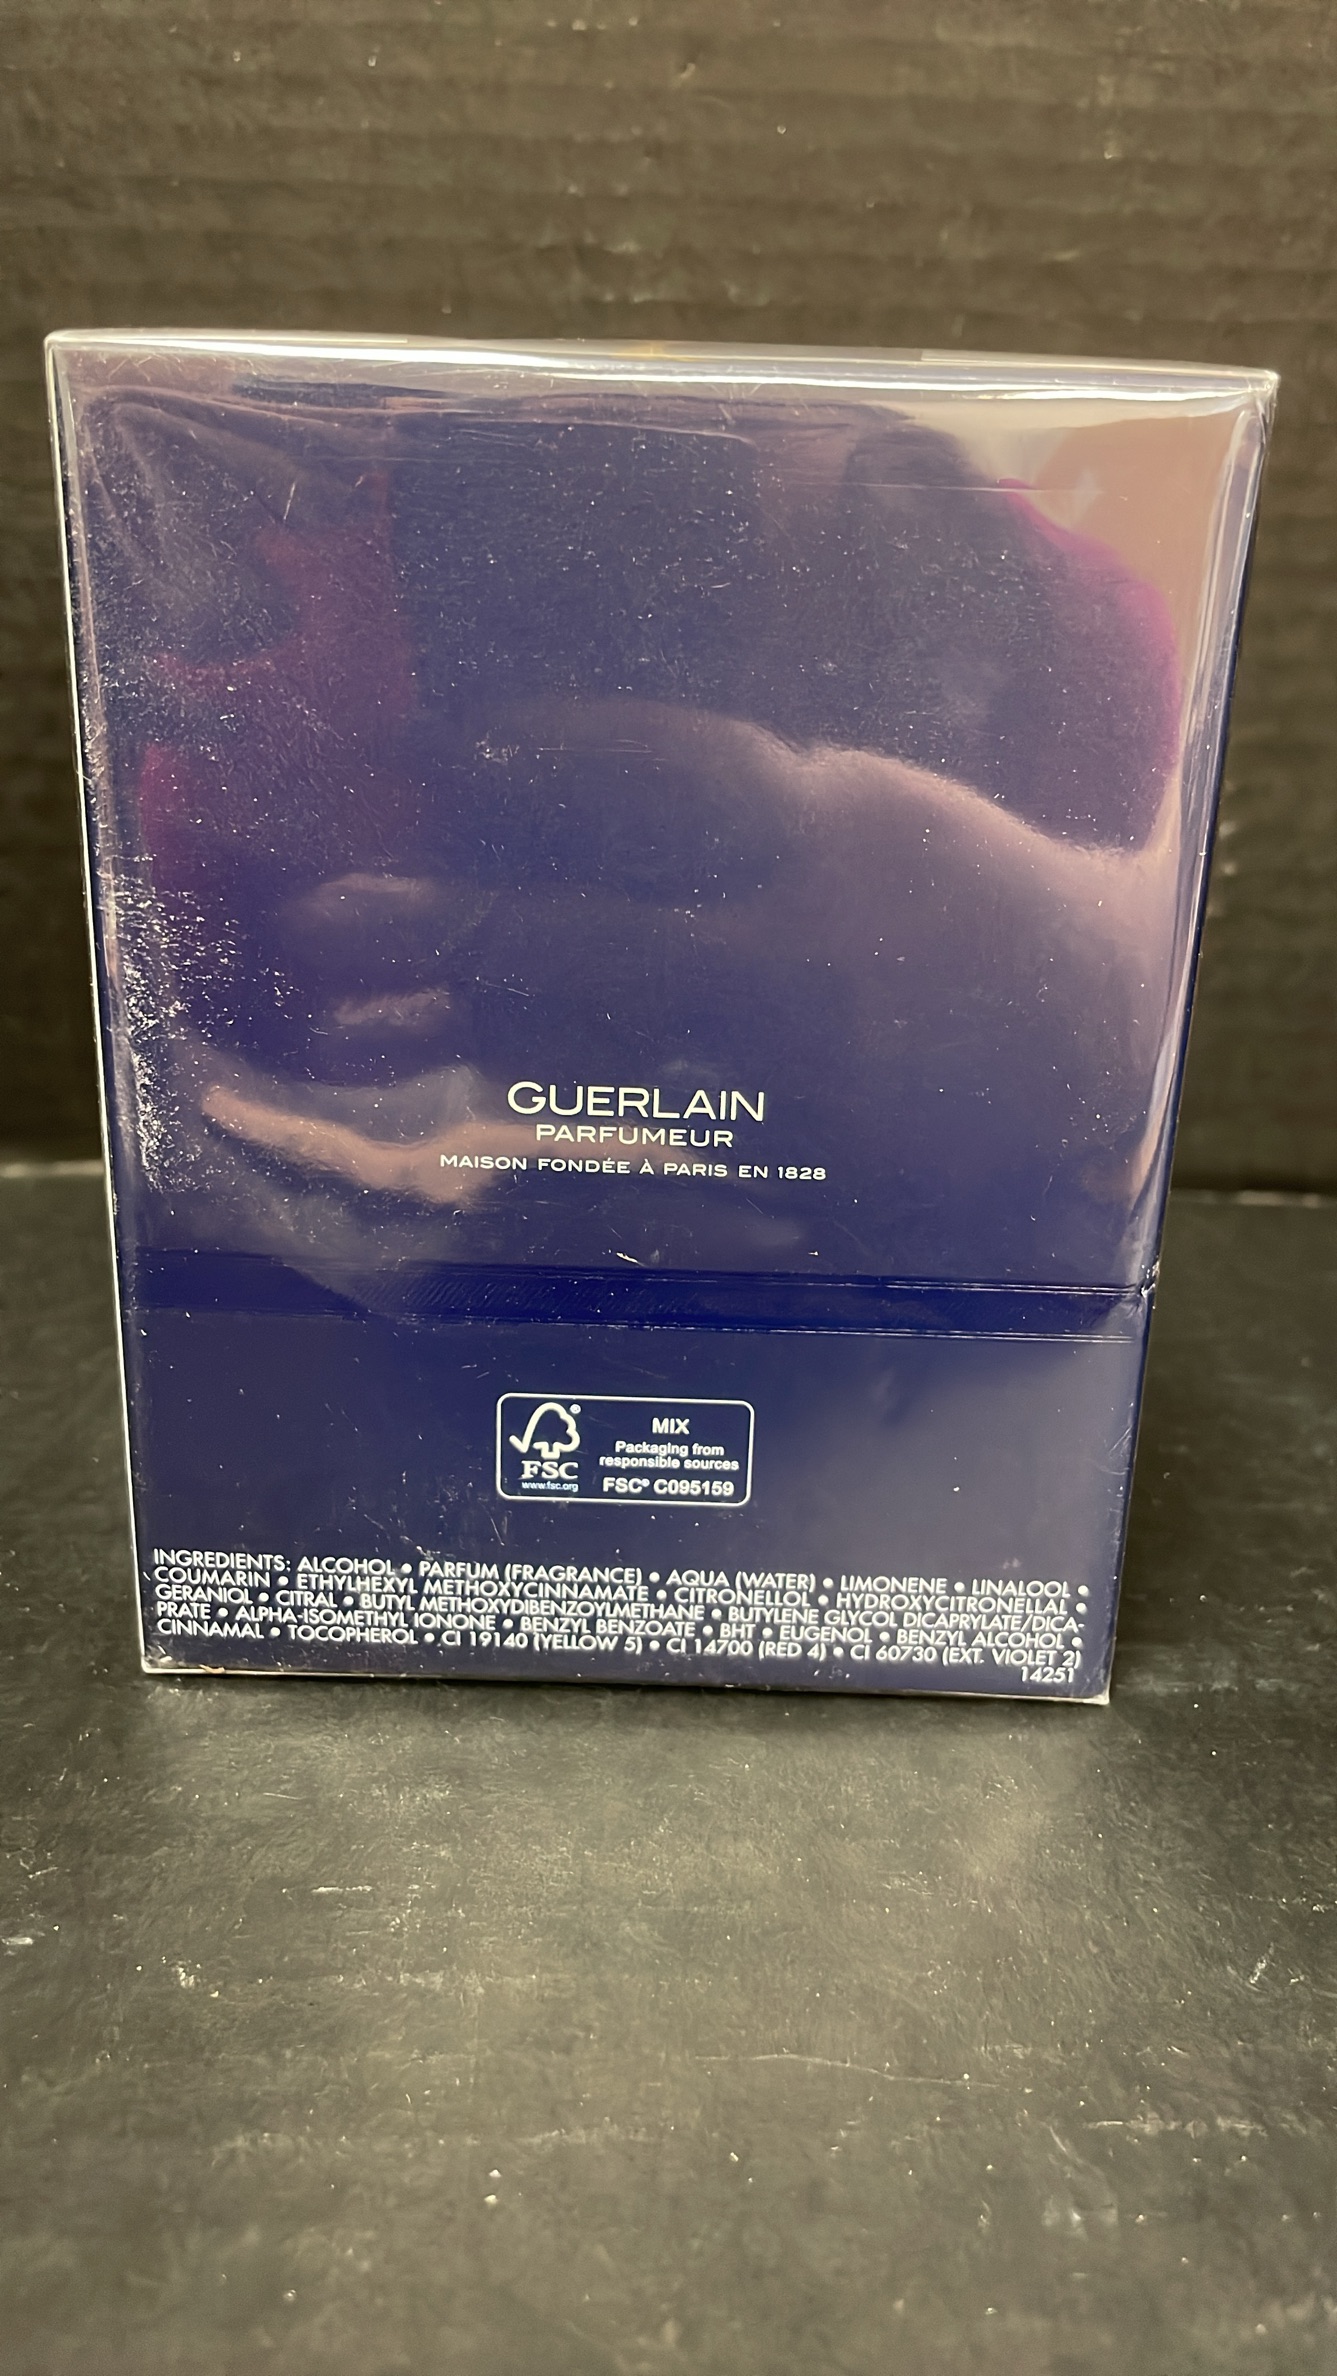 GUERLAIN
PARFUMEUR
MAISON FONDÉE À PARIS EN 1828
FSC®
www.fsc.org
MIX
Packaging from
responsible sources
FSC® C095159
INGREDIENTS: ALCOHOL • PARFUM (FRAGRANCE) • AQUA (WATER) • LIMONENE • LINALOOL •
COUMARIN • ETHYLHEXYL METHOXYCINNAMATE • CITRONELLOL • HYDROXYCITRONELLAL •
GERANIOL • CITRAL • BUTYL METHOXYDIBENZOYLMETHANE • BUTYLENE GLYCOL DICAPRYLATE/DICA-
PRATE • ALPHA-ISOMETHYL IONONE • BENZYL BENZOATE • BHT • EUGENOL • BENZYL ALCOHOL •
CINNAMAL • TOCOPHEROL • CI 19140 (YELLOW 5) • CI 14700 (RED 4) • CI 60730 (EXT. VIOLET 2)
14251